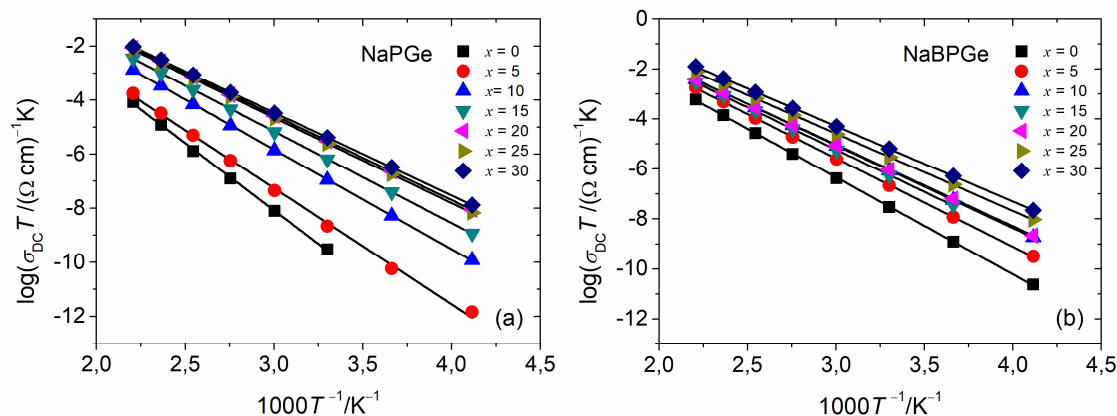 NaPGe
x = 0
x = 5
x = 10
x = 15
x = 20
x = 25
x = 30
(a)
-2
-4
-6
-8
-10
-12
2,0 2,5 3,0 3,5 4,0 4,5
log(σDC T /(Ω cm)⁻¹K)
1000T ⁻¹/K⁻¹
NaBPGe
x = 0
x = 5
x = 10
x = 15
x = 20
x = 25
x = 30
(b)
0
-2
-4
-6
-8
-10
-12
2,0 2,5 3,0 3,5 4,0 4,5
log(σDC T /(Ω cm)⁻¹K)
1000T ⁻¹/K⁻¹